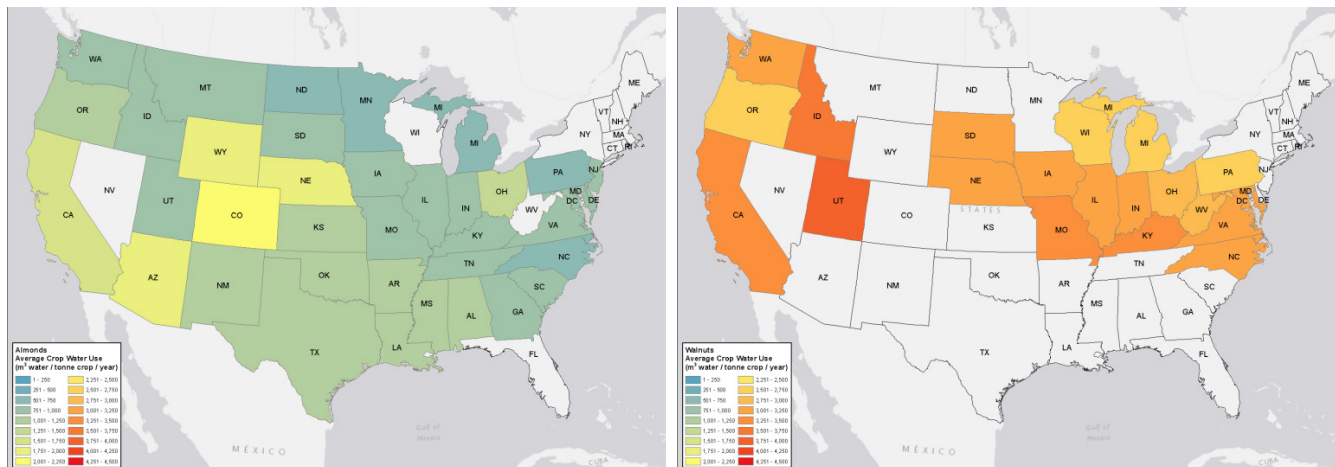 WA
MT
ND
MN
ME
VT
NH
OR
ID
SD
WI
MI
NY
MA
CT
RI
WY
IA
PA
NJ
NE
OH
NV
UT
IL
IN
MD
DC
DE
CA
CO
KS
MO
WV
VA
KY
TN
NC
AZ
NM
OK
AR
SC
MS
AL
GA
TX
LA
FL
Gulf of
Mexico
MÉXICO
CUBA
Almonds
Average Crop Water Use
(m³ water / tonne crop / year)
1 - 250 2,251 - 2,500
251 - 500 2,501 - 2,750
501 - 750 2,751 - 3,000
751 - 1,000 3,001 - 3,250
1,001 - 1,250 3,251 - 3,500
1,251 - 1,500 3,501 - 3,750
1,501 - 1,750 3,751 - 4,000
1,751 - 2,000 4,001 - 4,250
2,001 - 2,250 4,251 - 4,500
WA
MT
ND
MN
ME
VT
NH
OR
ID
SD
WI
MI
NY
MA
CT
RI
WY
IA
PA
NJ
NE
OH
NV
UT
IL
IN
MD
DC
DE
STATES
CA
CO
KS
MO
WV
VA
KY
TN
NC
AZ
NM
OK
AR
SC
MS
AL
GA
TX
LA
FL
Gulf of
Mexico
MÉXICO
CUBA
Walnuts
Average Crop Water Use
(m³ water / tonne crop / year)
1 - 250 2,251 - 2,500
251 - 500 2,501 - 2,750
501 - 750 2,751 - 3,000
751 - 1,000 3,001 - 3,250
1,001 - 1,250 3,251 - 3,500
1,251 - 1,500 3,501 - 3,750
1,501 - 1,750 3,751 - 4,000
1,751 - 2,000 4,001 - 4,250
2,001 - 2,250 4,251 - 4,500